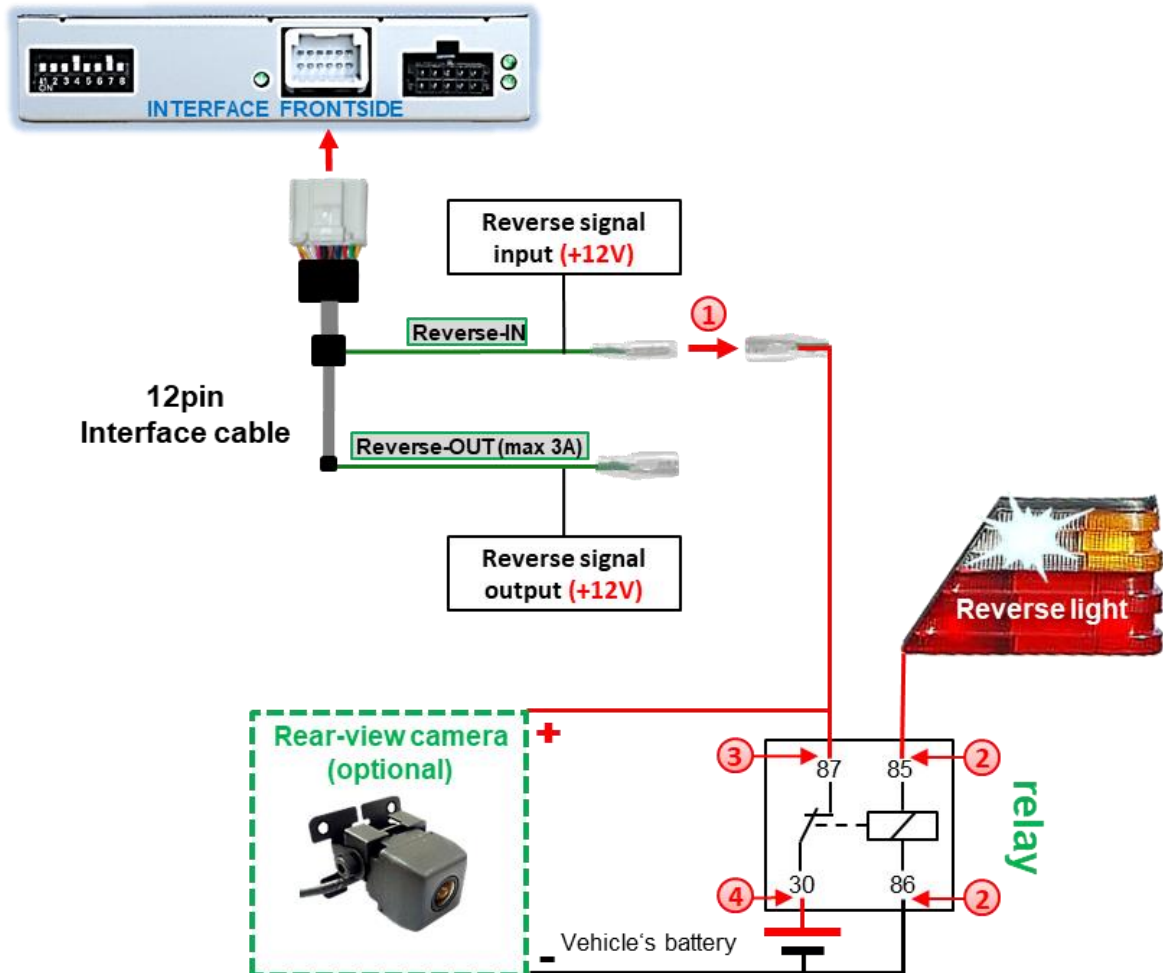 ON
1 2 3 4 5 6 7 8
INTERFACE FRONTSIDE
Reverse signal
input (+12V)
1
Reverse-IN
12pin
Interface cable
Reverse-OUT (max 3A)
Reverse signal
output (+12V)
Reverse light
Rear-view camera
(optional)
+
3
87
85
2
relay
4
30
86
2
Vehicle‘s battery
-